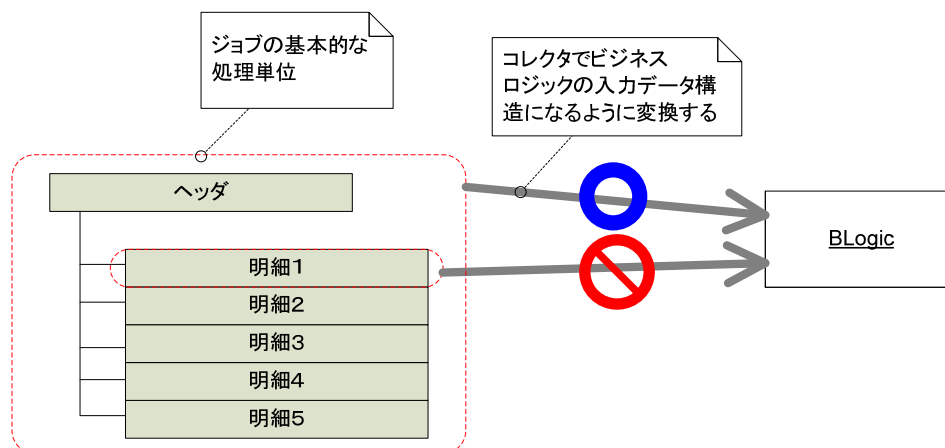 ジョブの基本的な
処理単位
コレクタでビジネス
ロジックの入力データ構
造になるように変換する
ヘッダ
BLogic
明細1
明細2
明細3
明細4
明細5